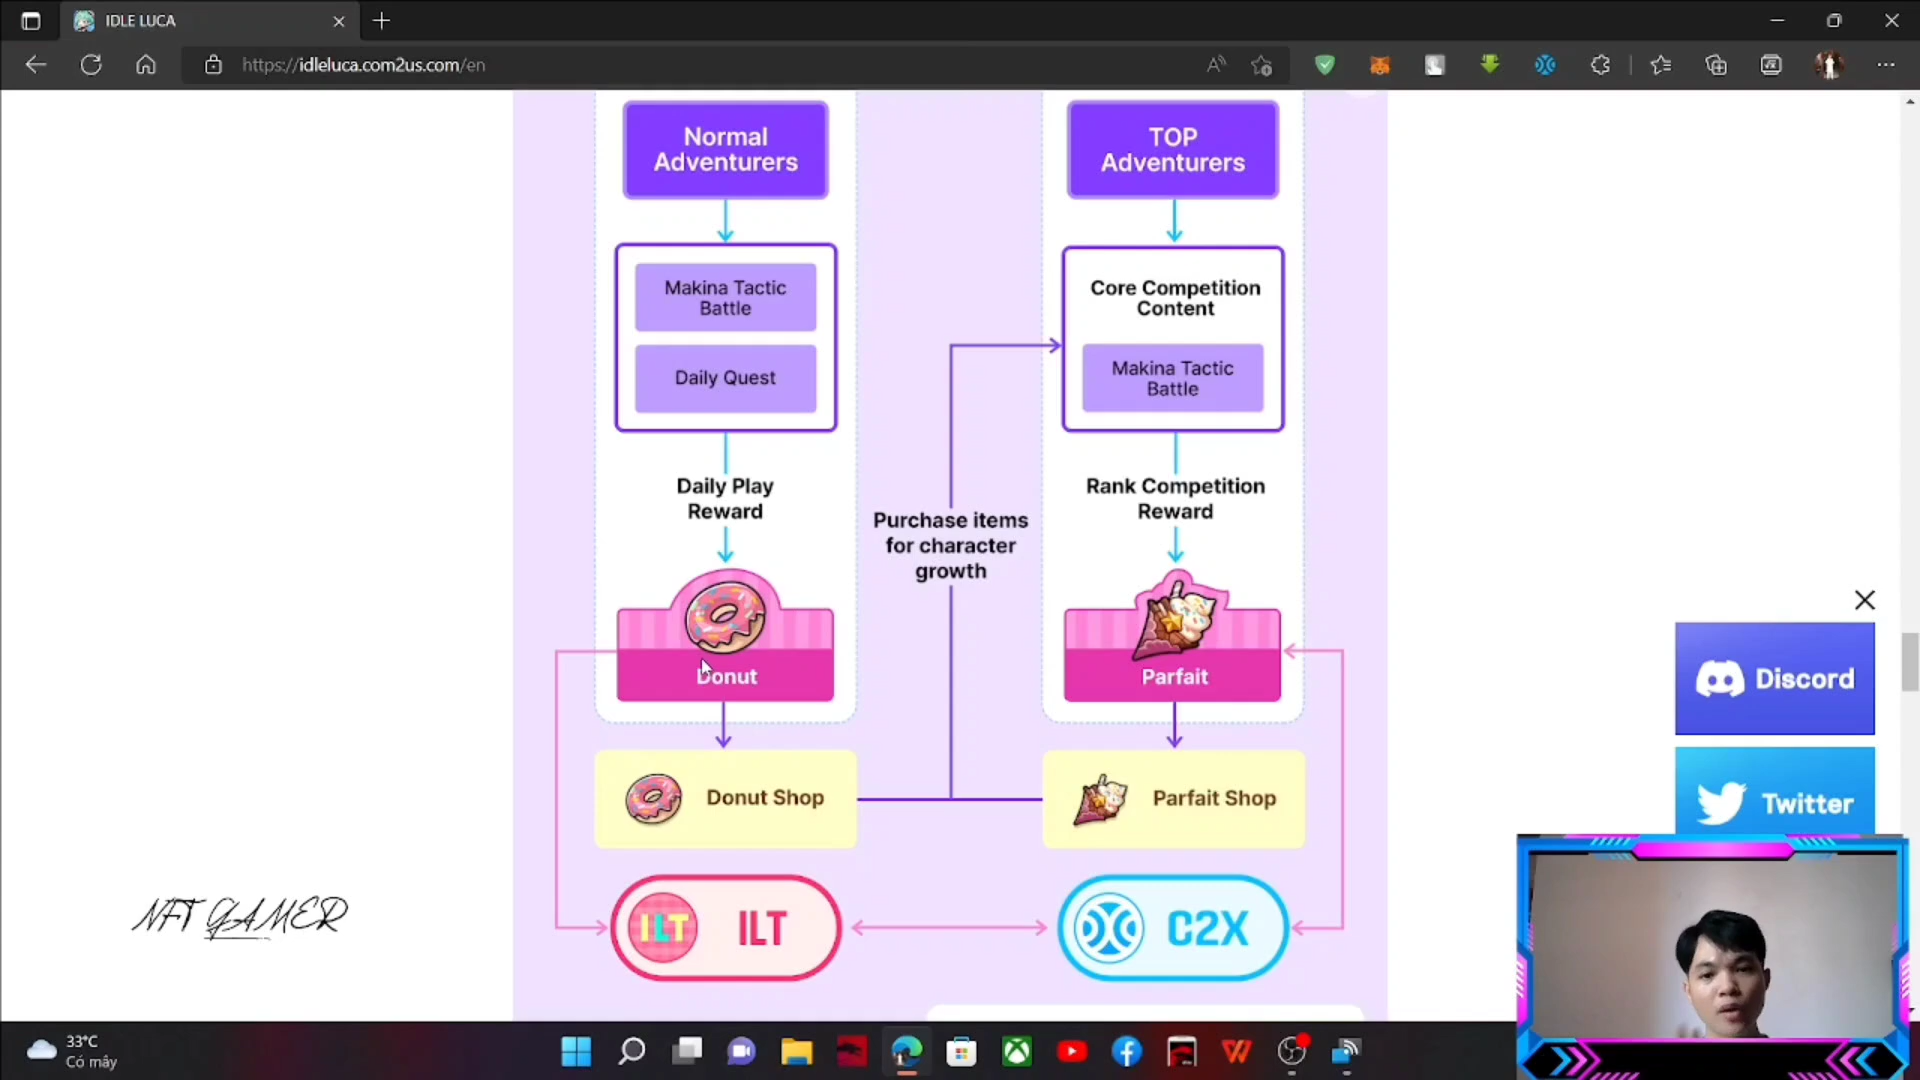 IDLE LUCA
https://idleluca.com2us.com/en
Normal
Adventurers
TOP
Adventurers
Makina Tactic
Battle
Daily Quest
Core Competition
Content
Makina Tactic
Battle
Daily Play
Reward
Rank Competition
Reward
Purchase items
for character
growth
Donut
Parfait
Donut Shop
Parfait Shop
ILT
ILT
C2X
Discord
Twitter
NFT GAMER
33°C
Có mây